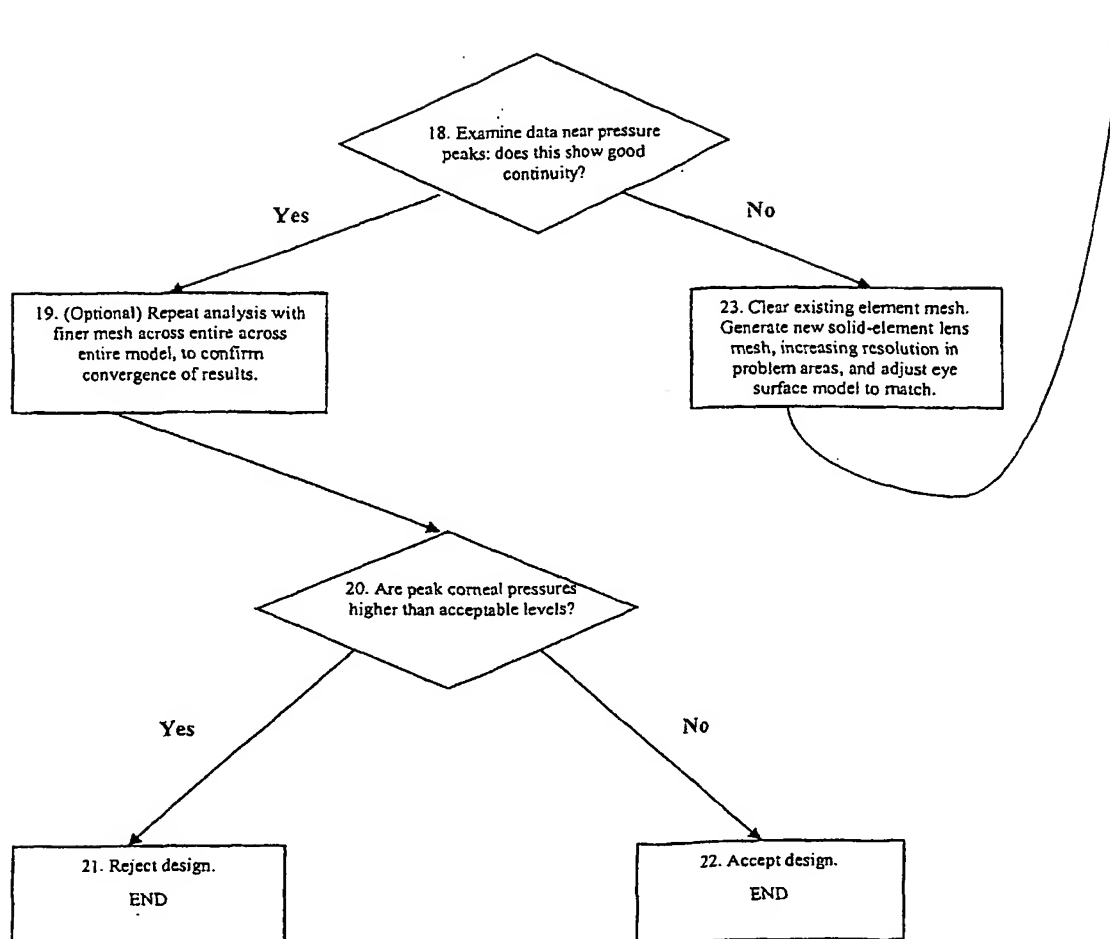 18. Examine data near pressure
peaks: does this show good
continuity?
Yes
No
19. (Optional) Repeat analysis with
finer mesh across entire across
entire model, to confirm
convergence of results.
23. Clear existing element mesh.
Generate new solid-element lens
mesh, increasing resolution in
problem areas, and adjust eye
surface model to match.
20. Are peak corneal pressures
higher than acceptable levels?
Yes
No
21. Reject design.
END
22. Accept design.
END